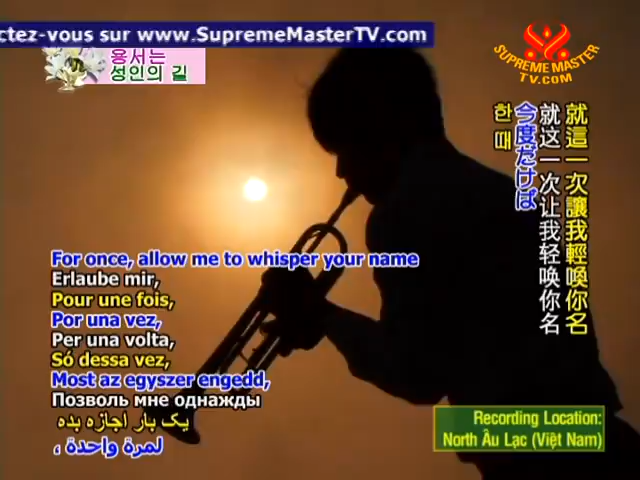 ctez-vous sur www.SupremeMasterTV.com
용서는
성인의 길
SUPREME MASTER
TV.COM
就這一次讓我輕喚你名
就这一次让我轻唤你名
今度だけは
한때
For once, allow me to whisper your name
Erlaube mir,
Pour une fois,
Por una vez,
Per una volta,
Só dessa vez,
Most az egyszer engedd,
Позволь мне однажды
یک بار اجازه بده
لمرة واحدة ،
Recording Location:
North Âu Lạc (Việt Nam)